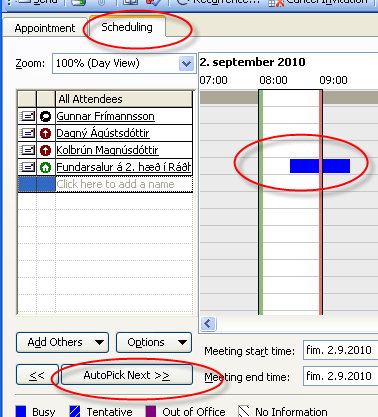 Send Recurrence... Cancel Invitation
Appointment Scheduling
Zoom: 100% (Day View)
2. september 2010
07:00 08:00 09:00
All Attendees
Gunnar Frímannsson
Dagný Ágústsdóttir
Kolbrún Magnúsdóttir
Fundarsalur á 2. hæð í Ráðh
Click here to add a name
Add Others Options
<< AutoPick Next >>
Meeting start time: fim. 2.9.2010
Meeting end time: fim. 2.9.2010
Busy Tentative Out of Office No Information